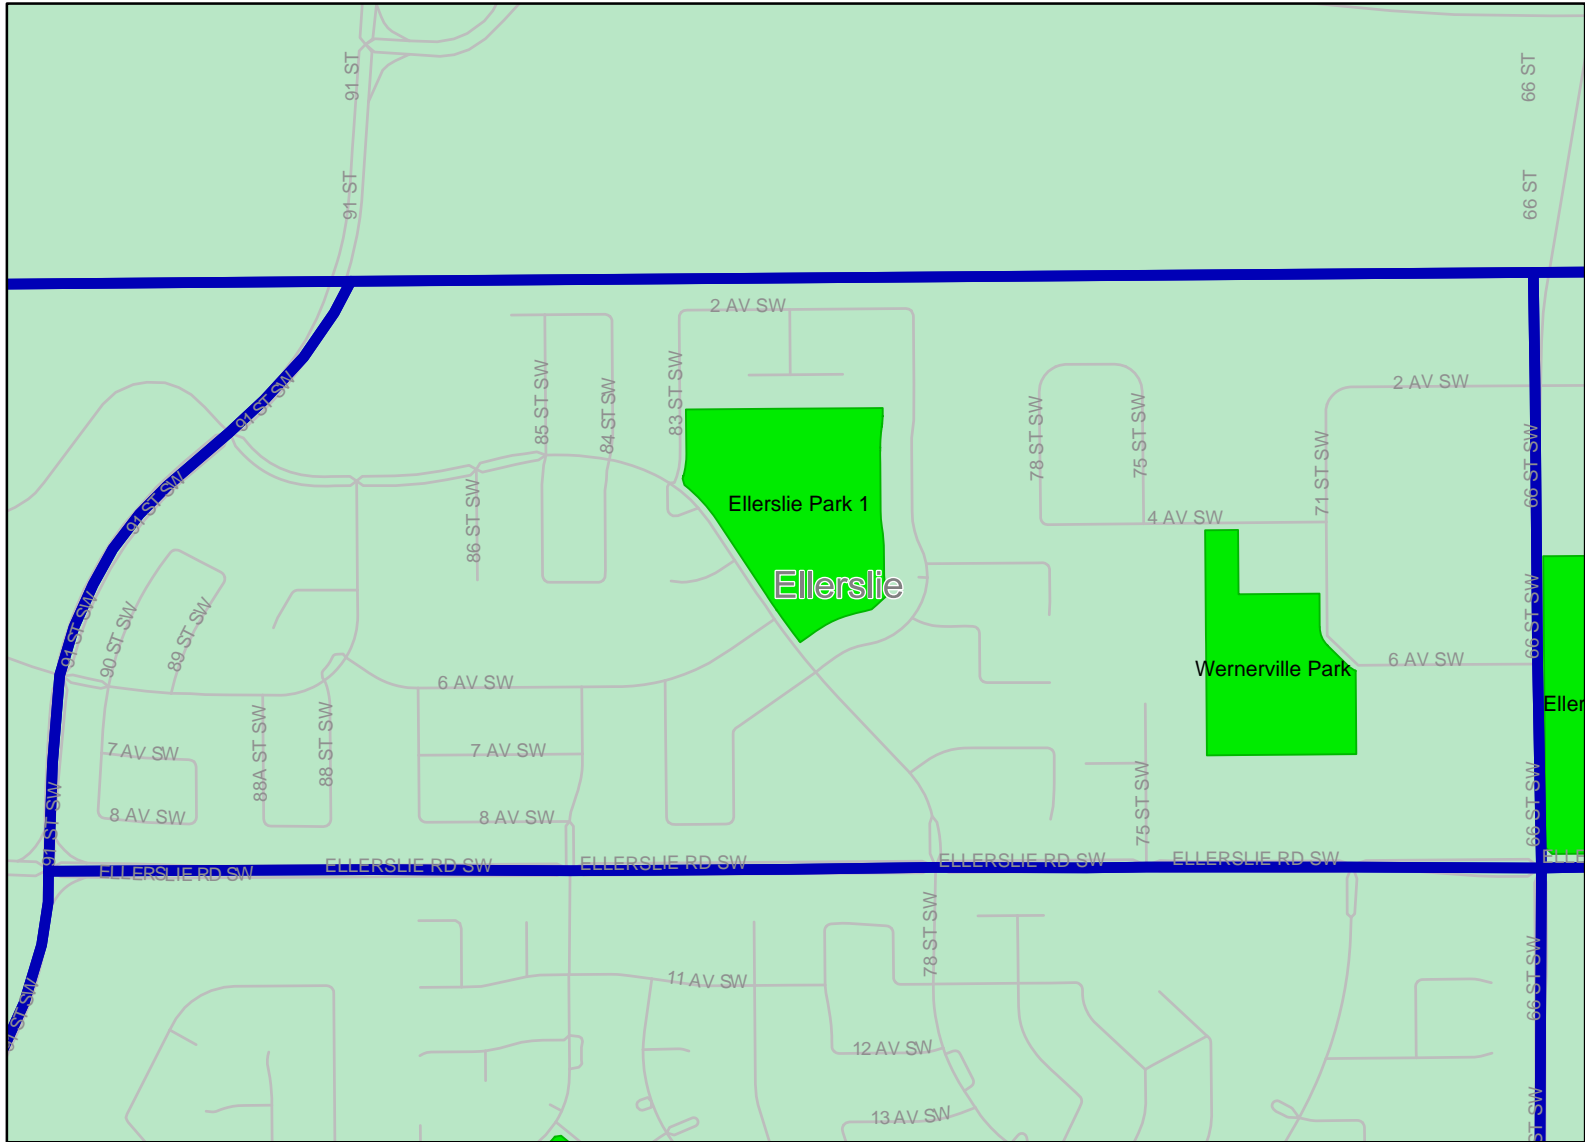 91 ST
66 ST
91 ST
66 ST
2 AV SW
83 ST SW
85 ST SW
84 ST SW
91 ST SW
78 ST SW
75 ST SW
2 AV SW
71 ST SW
66 ST SW
91 ST SW
86 ST SW
Ellerslie Park 1
4 AV SW
Ellerslie
91 ST SW
90 ST SW
89 ST SW
66 ST SW
Wernerville Park
6 AV SW
6 AV SW
Eller
88A ST SW
88 ST SW
7 AV SW
7 AV SW
8 AV SW
8 AV SW
91 ST SW
75 ST SW
66 ST SW
ELLERSLIE RD SW
ELLERSLIE RD SW
ELLERSLIE RD SW
ELLERSLIE RD SW
ELLERSLIE RD SW
78 ST SW
11 AV SW
66 ST SW
91 ST SW
12 AV SW
13 AV SW
ST SW